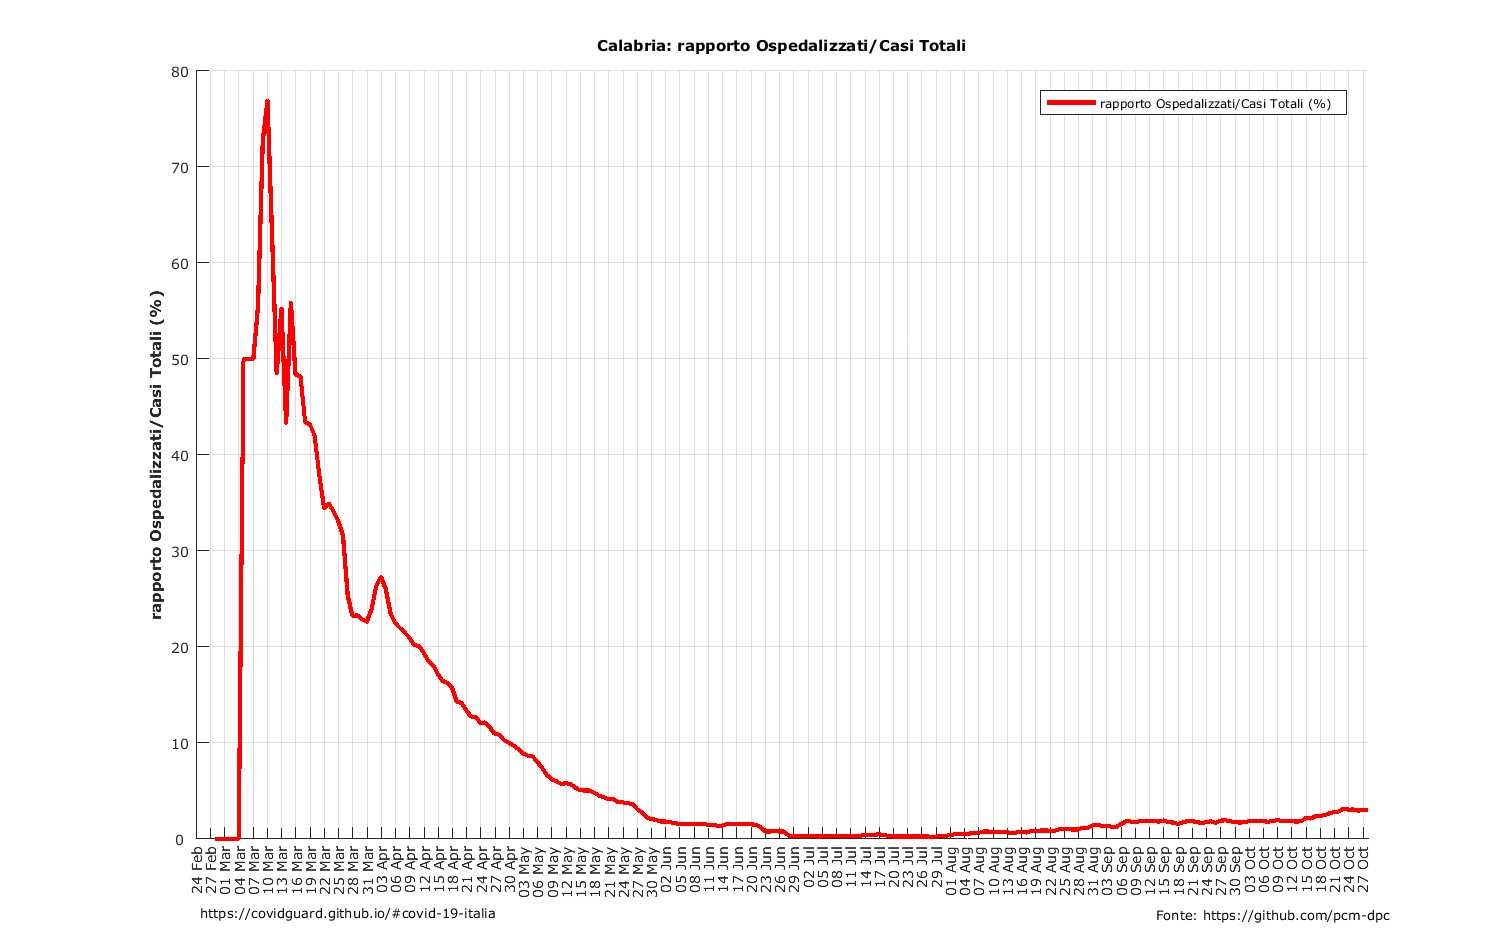 Calabria: rapporto Ospedalizzati/Casi Totali
rapporto Ospedalizzati/Casi Totali (%)
80
70
60
50
40
30
20
10
0
rapporto Ospedalizzati/Casi Totali (%)
24 Feb
27 Feb
01 Mar
04 Mar
07 Mar
10 Mar
13 Mar
16 Mar
19 Mar
22 Mar
25 Mar
28 Mar
31 Mar
03 Apr
06 Apr
09 Apr
12 Apr
15 Apr
18 Apr
21 Apr
24 Apr
27 Apr
30 Apr
03 May
06 May
09 May
12 May
15 May
18 May
21 May
24 May
27 May
30 May
02 Jun
05 Jun
08 Jun
11 Jun
14 Jun
17 Jun
20 Jun
23 Jun
26 Jun
29 Jun
02 Jul
05 Jul
08 Jul
11 Jul
14 Jul
17 Jul
20 Jul
23 Jul
26 Jul
29 Jul
01 Aug
04 Aug
07 Aug
10 Aug
13 Aug
16 Aug
19 Aug
22 Aug
25 Aug
28 Aug
31 Aug
03 Sep
06 Sep
09 Sep
12 Sep
15 Sep
18 Sep
21 Sep
24 Sep
27 Sep
30 Sep
03 Oct
06 Oct
09 Oct
12 Oct
15 Oct
18 Oct
21 Oct
24 Oct
27 Oct
https://covidguard.github.io/#covid-19-italia
Fonte: https://github.com/pcm-dpc